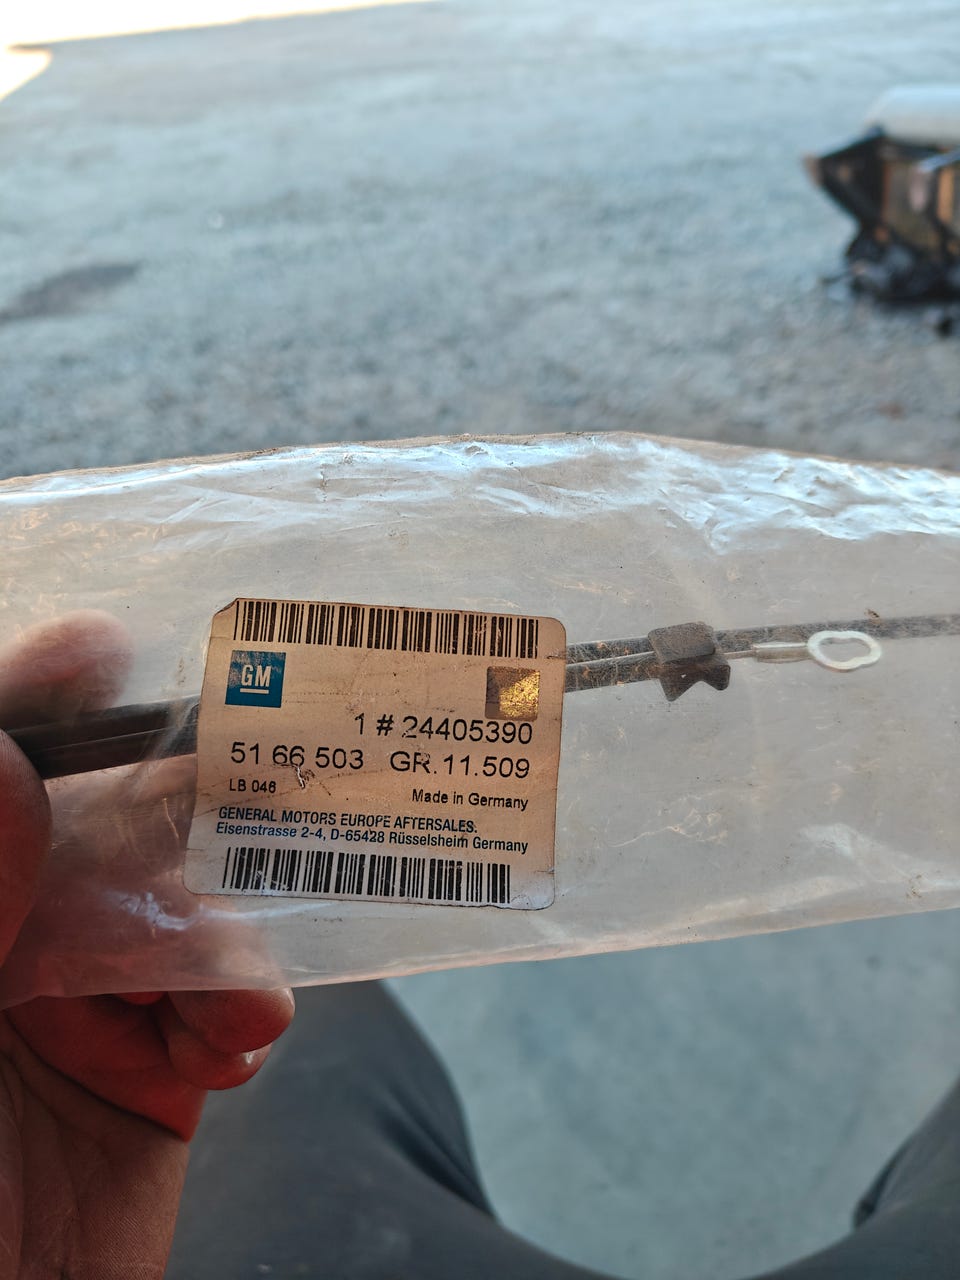 GM
1 # 24405390
51 66 503 GR.11.509
LB 046
Made in Germany
GENERAL MOTORS EUROPE AFTERSALES.
Eisenstrasse 2-4, D-65428 Rüsselsheim Germany